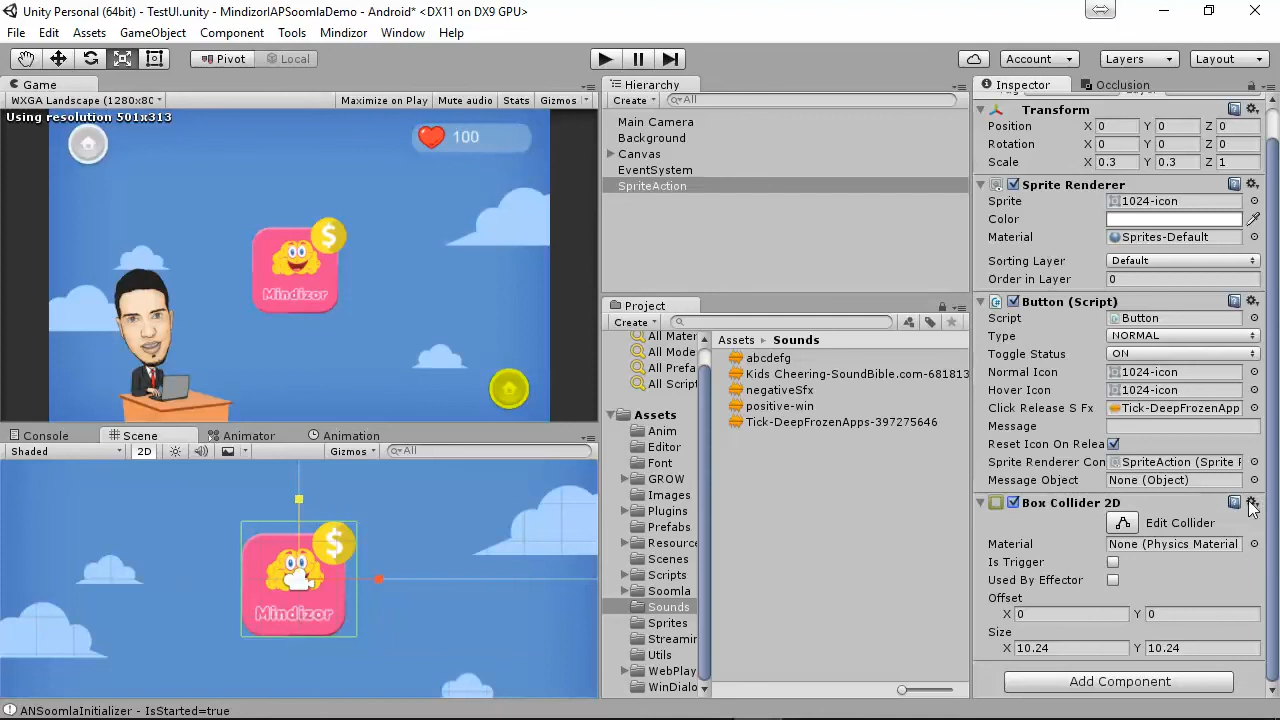 Unity Personal (64bit) - TestUI.unity - MindizorIAPSoomlaDemo - Android* <DX11 on DX9 GPU>
File Edit Assets GameObject Component Tools Mindizor Window Help
Pivot Local Account Layers Layout
Game
WXGA Landscape (1280x80 Maximize on Play Mute audio Stats Gizmos
Using resolution 501x313
100
$
Mindizor
Hierarchy
Create All
Main Camera
Background
Canvas
EventSystem
SpriteAction
Project
Create
All Mater
All Mode
All Prefa
All Script
Assets
Anim
Editor
Font
GROW
Images
Plugins
Prefabs
Resource
Scenes
Scripts
Soomla
Sounds
Sprites
Streamin
Utils
WebPlay
WinDialo
Assets Sounds
abcdefg
Kids Cheering-SoundBible.com-681813
negativeSfx
positive-win
Tick-DeepFrozenApps-397275646
Console Scene Animator Animation
Shaded 2D Gizmos All
$
Mindizor
Inspector Occlusion
Transform
Position X 0 Y 0 Z 0
Rotation X 0 Y 0 Z 0
Scale X 0.3 Y 0.3 Z 1
Sprite Renderer
Sprite 1024-icon
Color
Material Sprites-Default
Sorting Layer Default
Order in Layer 0
Button (Script)
Script Button
Type NORMAL
Toggle Status ON
Normal Icon 1024-icon
Hover Icon 1024-icon
Click Release S Fx Tick-DeepFrozenApp
Message
Reset Icon On Relea
Sprite Renderer Con SpriteAction (Sprite R
Message Object None (Object)
Box Collider 2D
Edit Collider
Material None (Physics Material
Is Trigger
Used By Effector
Offset
X 0 Y 0
Size
X 10.24 Y 10.24
Add Component
ANSoomlaInitializer - IsStarted=true